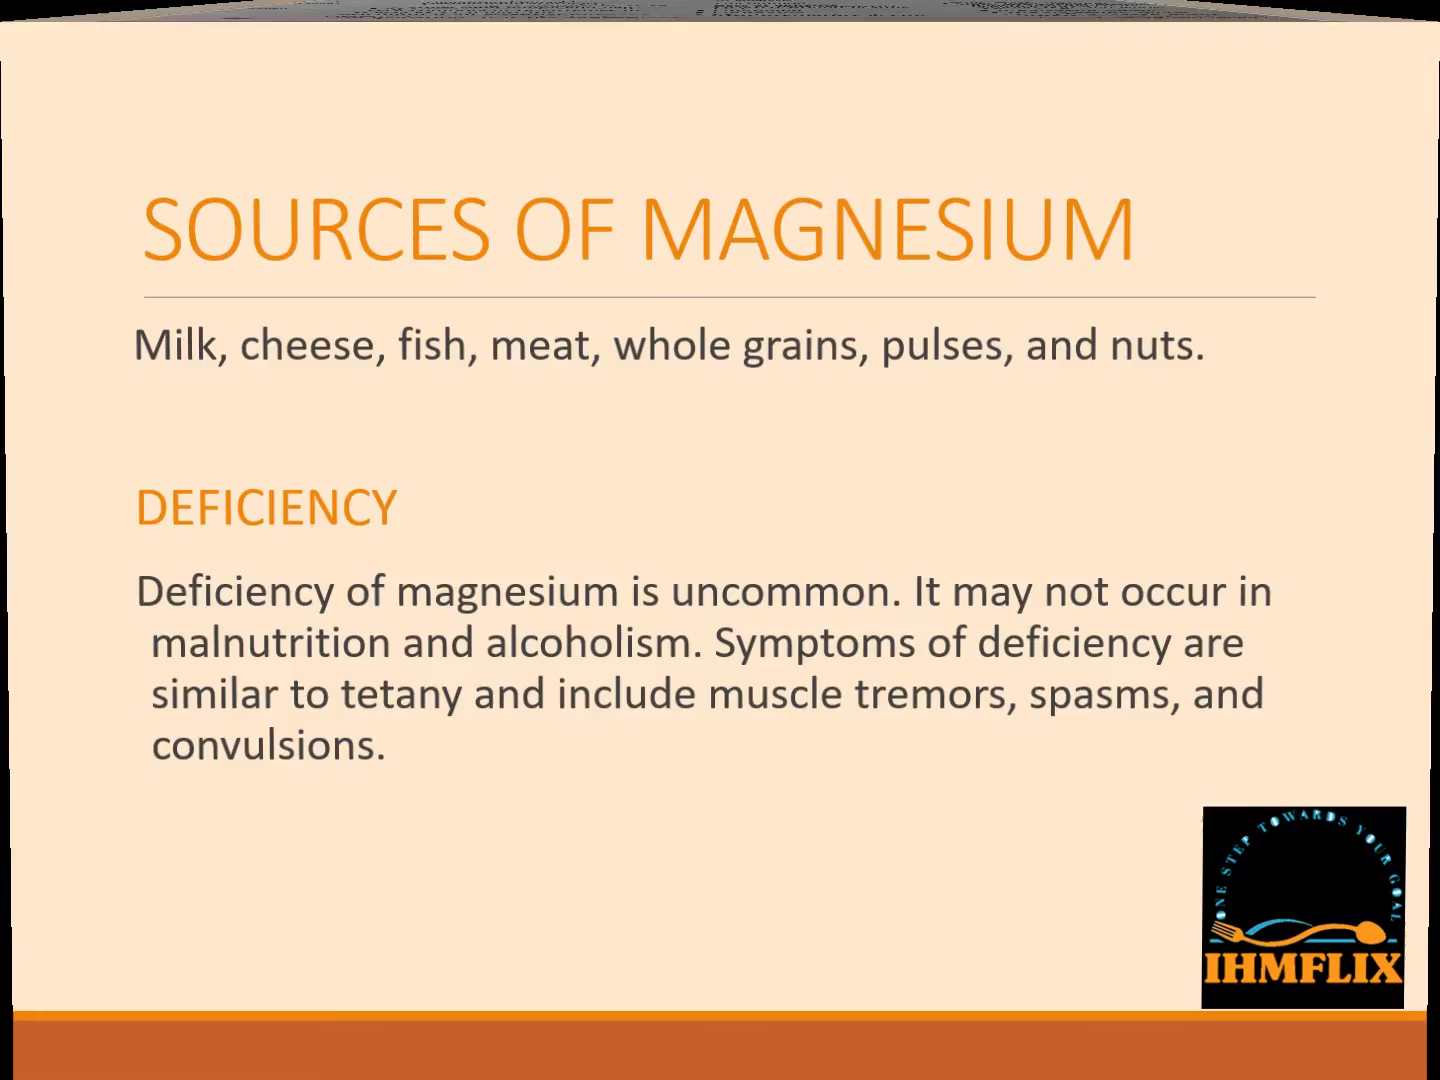 SOURCES OF MAGNESIUM
Milk, cheese, fish, meat, whole grains, pulses, and nuts.
DEFICIENCY
Deficiency of magnesium is uncommon. It may not occur in
malnutrition and alcoholism. Symptoms of deficiency are
similar to tetany and include muscle tremors, spasms, and
convulsions.
ONE STEP TOWARDS YOUR GOAL
IHMFLIX